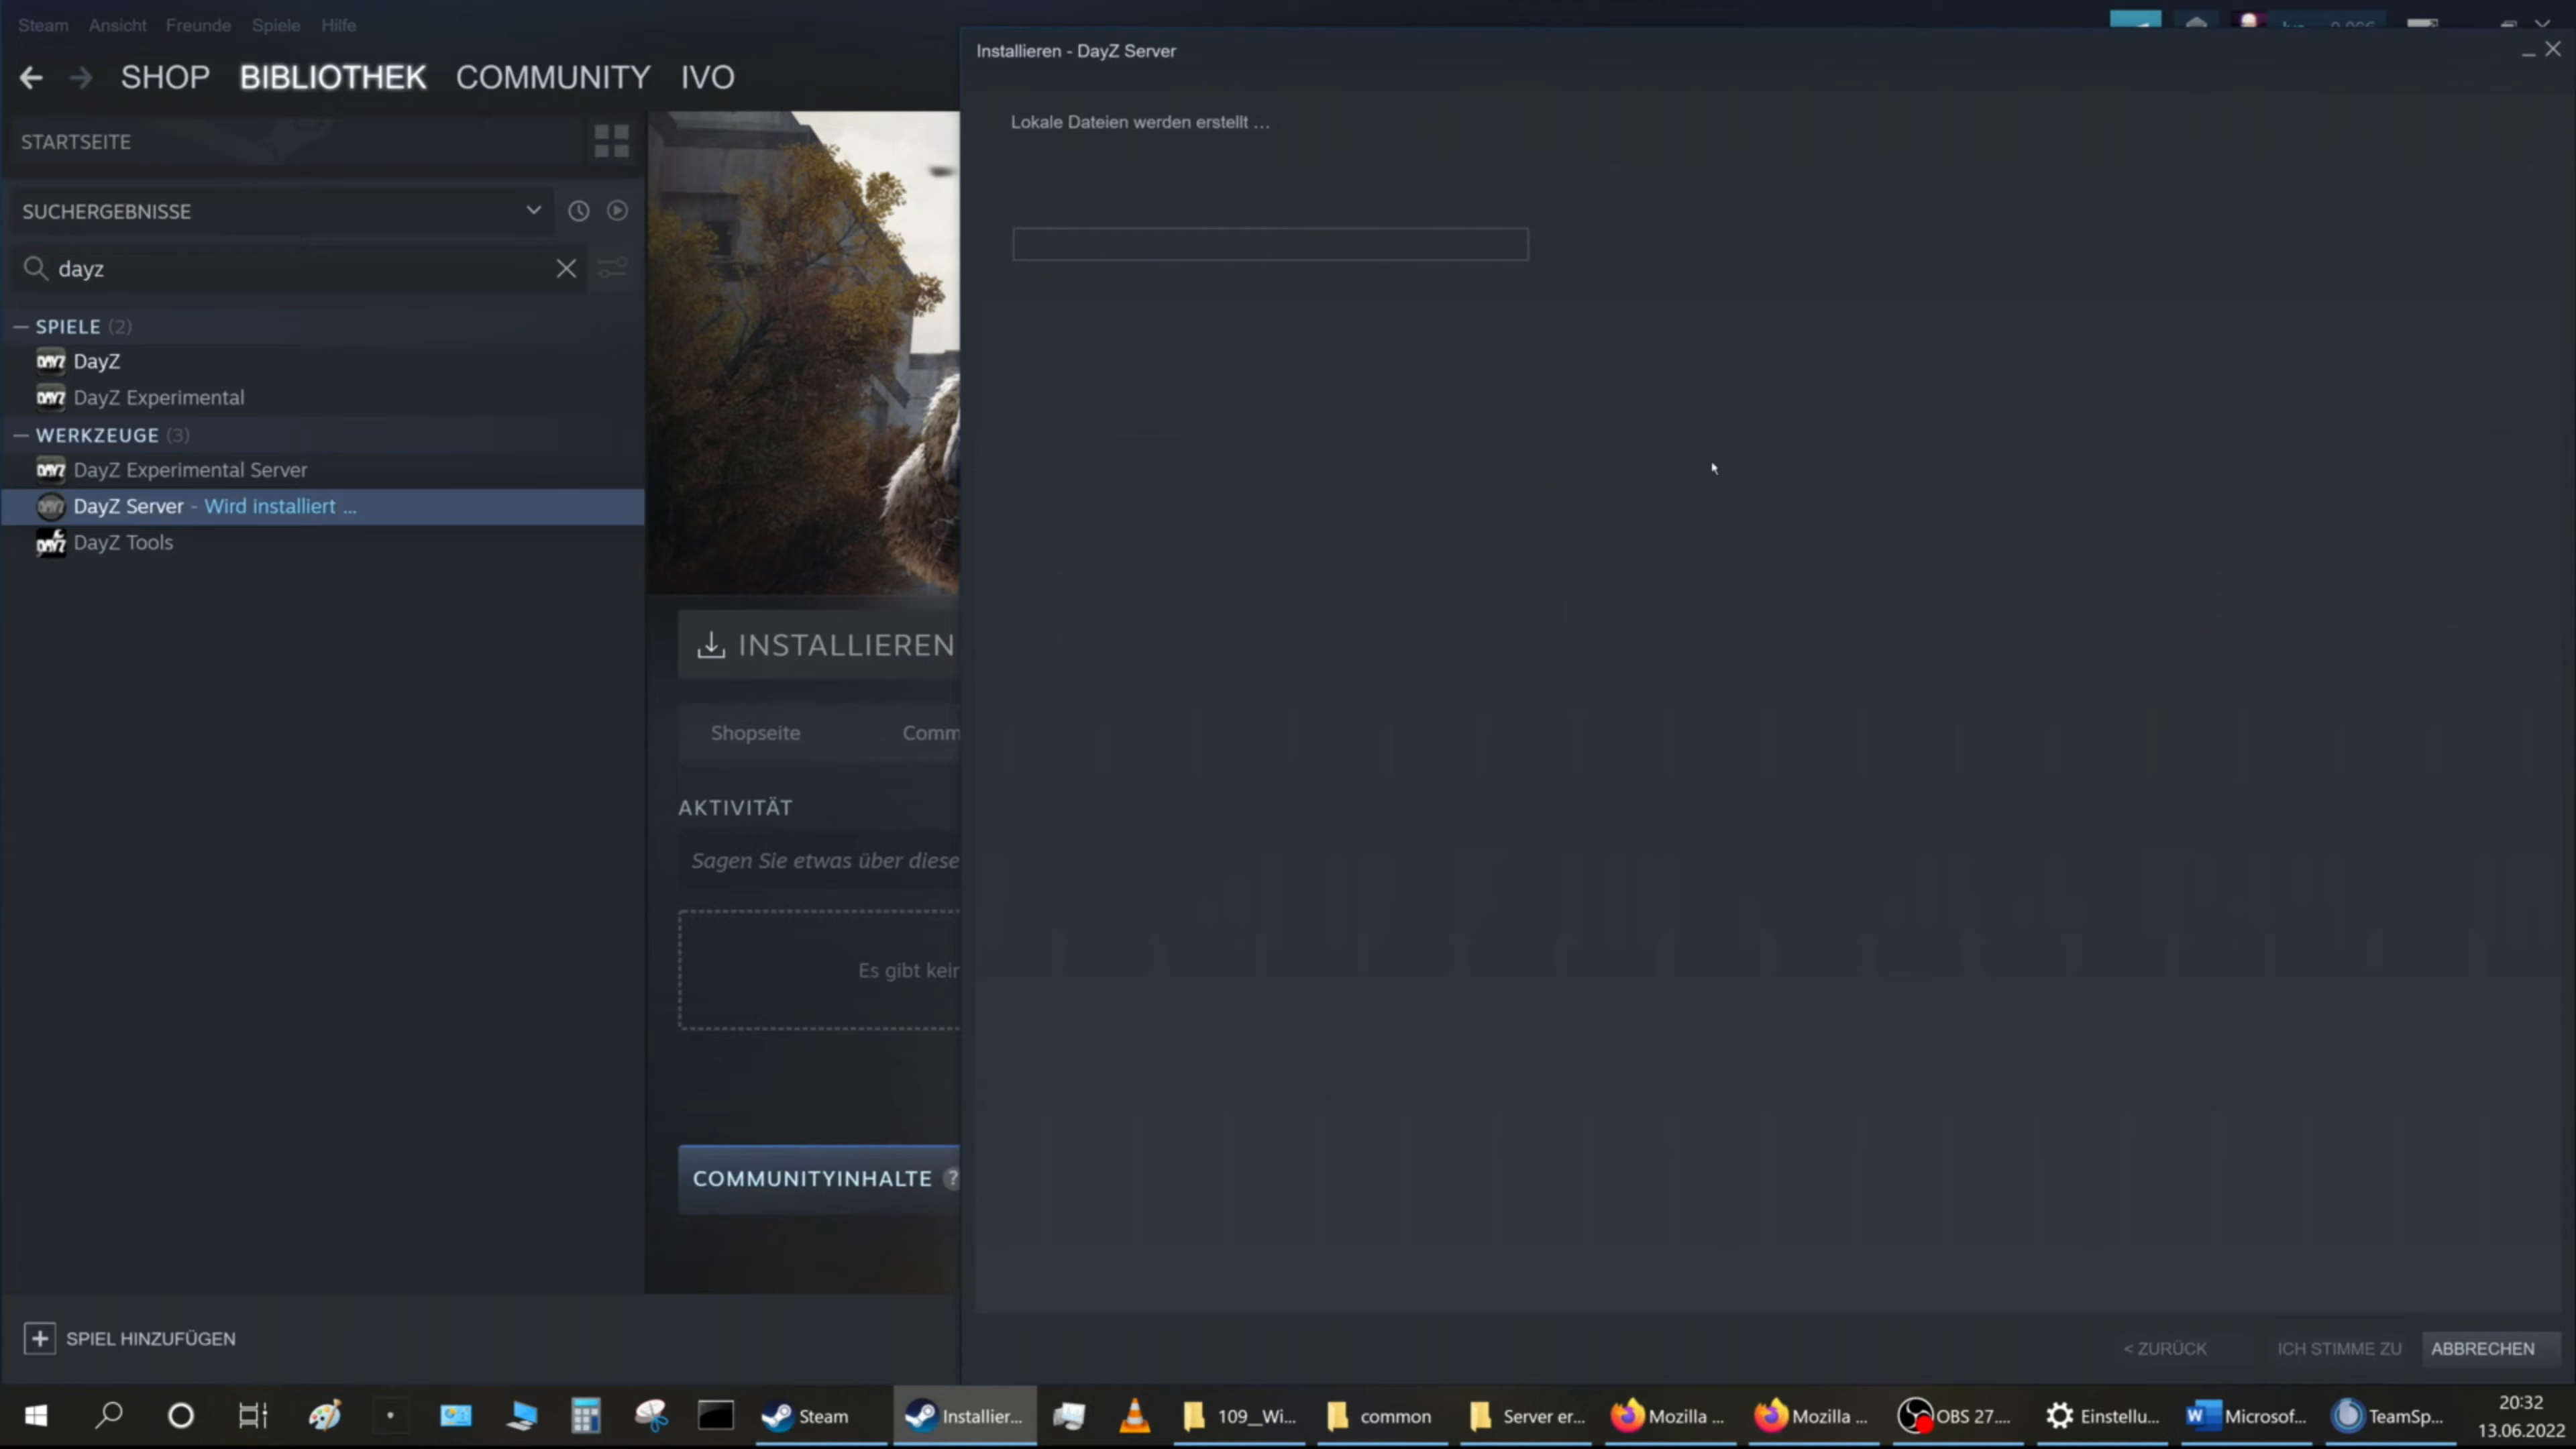 Steam Ansicht Freunde Spiele Hilfe
SHOP BIBLIOTHEK COMMUNITY IVO
STARTSEITE
SUCHERGEBNISSE
dayz
SPIELE (2)
DayZ
DayZ Experimental
WERKZEUGE (3)
DayZ Experimental Server
DayZ Server - Wird installiert ...
DayZ Tools
SPIEL HINZUFÜGEN
INSTALLIEREN
Shopseite Comm
AKTIVITÄT
Sagen Sie etwas über diese
Es gibt kein
COMMUNITYINHALTE ?
Installieren - DayZ Server
Lokale Dateien werden erstellt ...
< ZURÜCK ICH STIMME ZU ABBRECHEN
Steam Installier... 109__Wi... common Server er... Mozilla ... Mozilla ... OBS 27.... Einstellu... Microsof... TeamSp... 20:32
13.06.2022